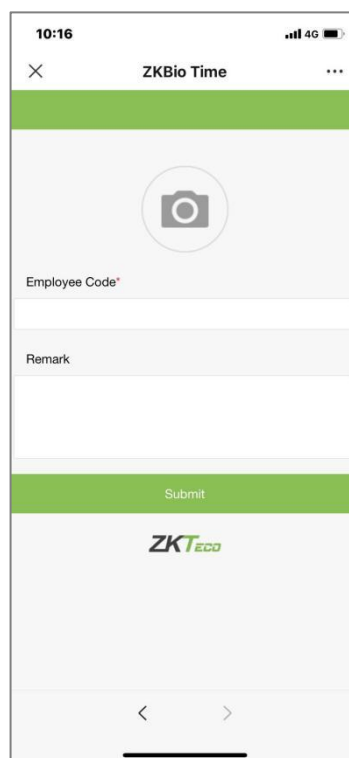 10:16 4G
ZKBio Time
Employee Code*
Remark
Submit
ZKTECO